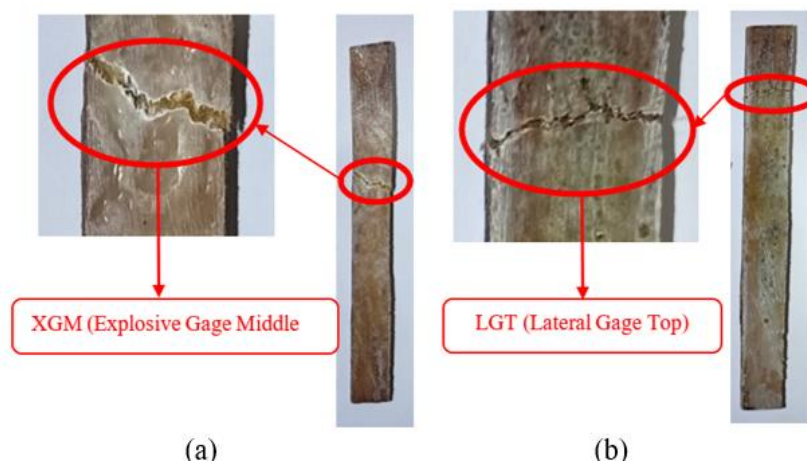 XGM (Explosive Gage Middle
LGT (Lateral Gage Top)
(a)
(b)